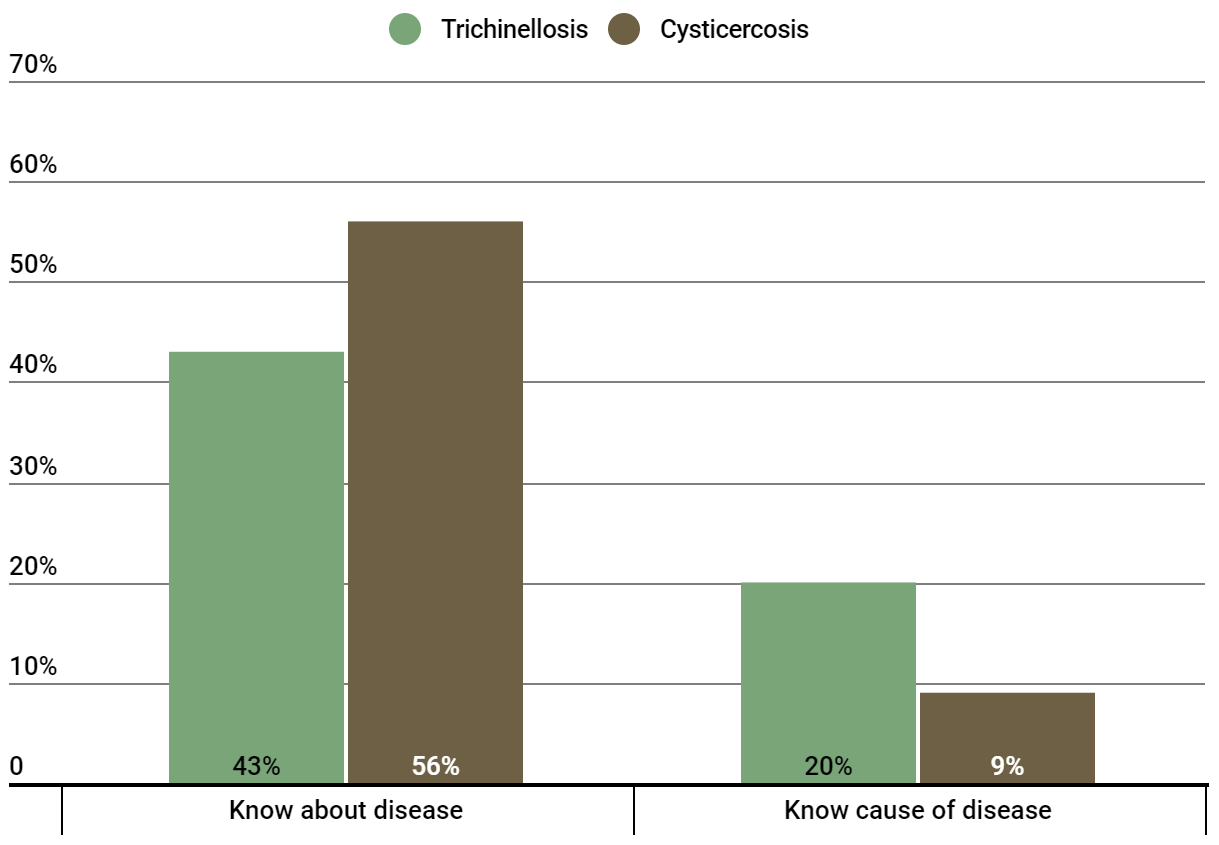 Trichinellosis Cysticercosis
70%
60%
50%
40%
30%
20%
10%
0 43% 56% 20% 9%
Know about disease Know cause of disease